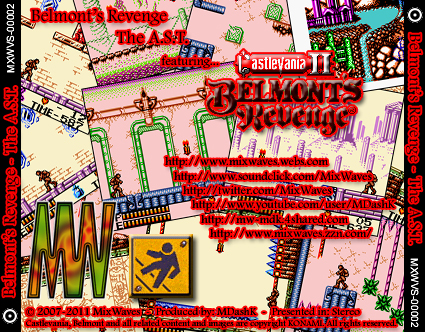 Belmont's Revenge
The A.S.T.
featuring...
Castlevania II
BELMONT'S
Revenge
http://www.mixwaves.webs.com
http://www.soundclick.com/MixWaves
http://twitter.com/MixWaves
http://www.youtube.com/user/MDashK
http://mw-mdk.4shared.com
http://www.mixwaves.zzn.com/
TIME-583
MW
© 2007-2011 MixWaves - Produced by: MDashK - Presented in: Stereo
Castlevania, Belmont and all related content and images are copyright KONAMI. All rights reserved.
MXWVS-00002
Belmont's Revenge - The A.S.T.
Belmont's Revenge - The A.S.T.
MXWVS-00002